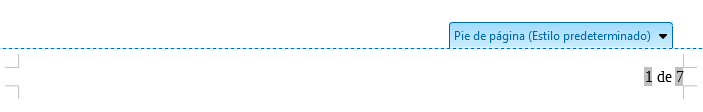 Pie de página (Estilo predeterminado)
1 de 7